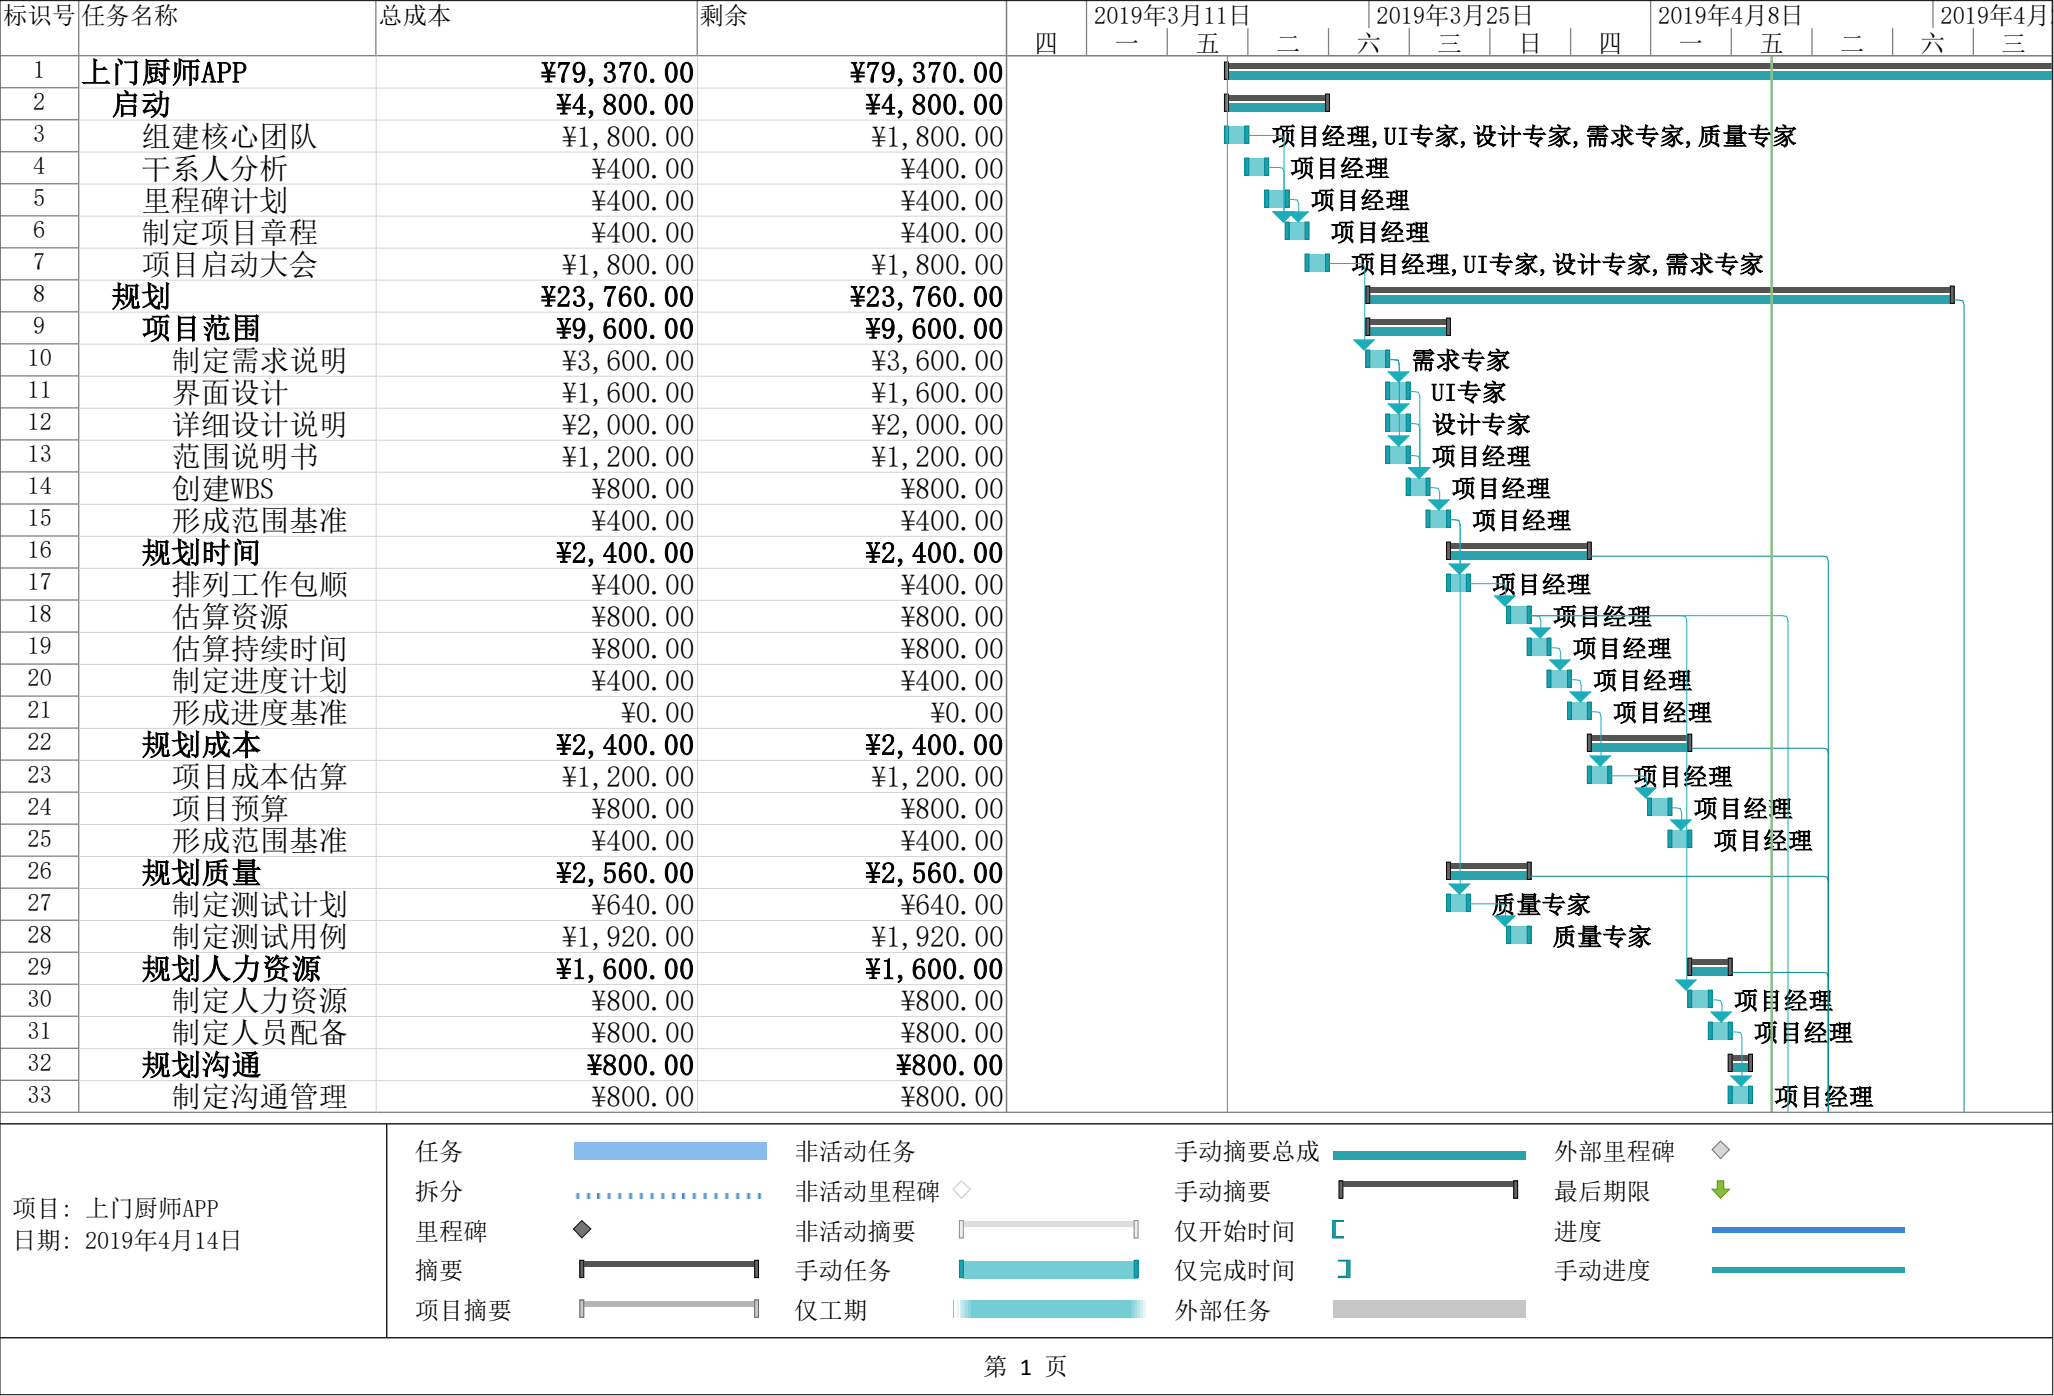 标识号 任务名称 总成本 剩余 2019年3月11日 2019年3月25日 2019年4月8日 2019年4月
四 一 五 二 六 三 日 四 一 五 二 六 三
1 上门厨师APP ¥79,370.00 ¥79,370.00
2 启动 ¥4,800.00 ¥4,800.00
3 组建核心团队 ¥1,800.00 ¥1,800.00 项目经理,UI专家,设计专家,需求专家,质量专家
4 干系人分析 ¥400.00 ¥400.00 项目经理
5 里程碑计划 ¥400.00 ¥400.00 项目经理
6 制定项目章程 ¥400.00 ¥400.00 项目经理
7 项目启动大会 ¥1,800.00 ¥1,800.00 项目经理,UI专家,设计专家,需求专家
8 规划 ¥23,760.00 ¥23,760.00
9 项目范围 ¥9,600.00 ¥9,600.00
10 制定需求说明 ¥3,600.00 ¥3,600.00 需求专家
11 界面设计 ¥1,600.00 ¥1,600.00 UI专家
12 详细设计说明 ¥2,000.00 ¥2,000.00 设计专家
13 范围说明书 ¥1,200.00 ¥1,200.00 项目经理
14 创建WBS ¥800.00 ¥800.00 项目经理
15 形成范围基准 ¥400.00 ¥400.00 项目经理
16 规划时间 ¥2,400.00 ¥2,400.00
17 排列工作包顺 ¥400.00 ¥400.00 项目经理
18 估算资源 ¥800.00 ¥800.00 项目经理
19 估算持续时间 ¥800.00 ¥800.00 项目经理
20 制定进度计划 ¥400.00 ¥400.00 项目经理
21 形成进度基准 ¥0.00 ¥0.00 项目经理
22 规划成本 ¥2,400.00 ¥2,400.00
23 项目成本估算 ¥1,200.00 ¥1,200.00 项目经理
24 项目预算 ¥800.00 ¥800.00 项目经理
25 形成范围基准 ¥400.00 ¥400.00 项目经理
26 规划质量 ¥2,560.00 ¥2,560.00
27 制定测试计划 ¥640.00 ¥640.00 质量专家
28 制定测试用例 ¥1,920.00 ¥1,920.00 质量专家
29 规划人力资源 ¥1,600.00 ¥1,600.00
30 制定人力资源 ¥800.00 ¥800.00 项目经理
31 制定人员配备 ¥800.00 ¥800.00 项目经理
32 规划沟通 ¥800.00 ¥800.00
33 制定沟通管理 ¥800.00 ¥800.00 项目经理
项目: 上门厨师APP
日期: 2019年4月14日
任务 非活动任务 手动摘要总成 外部里程碑
拆分 非活动里程碑 手动摘要 最后期限
里程碑 非活动摘要 仅开始时间 进度
摘要 手动任务 仅完成时间 手动进度
项目摘要 仅工期 外部任务
第 1 页